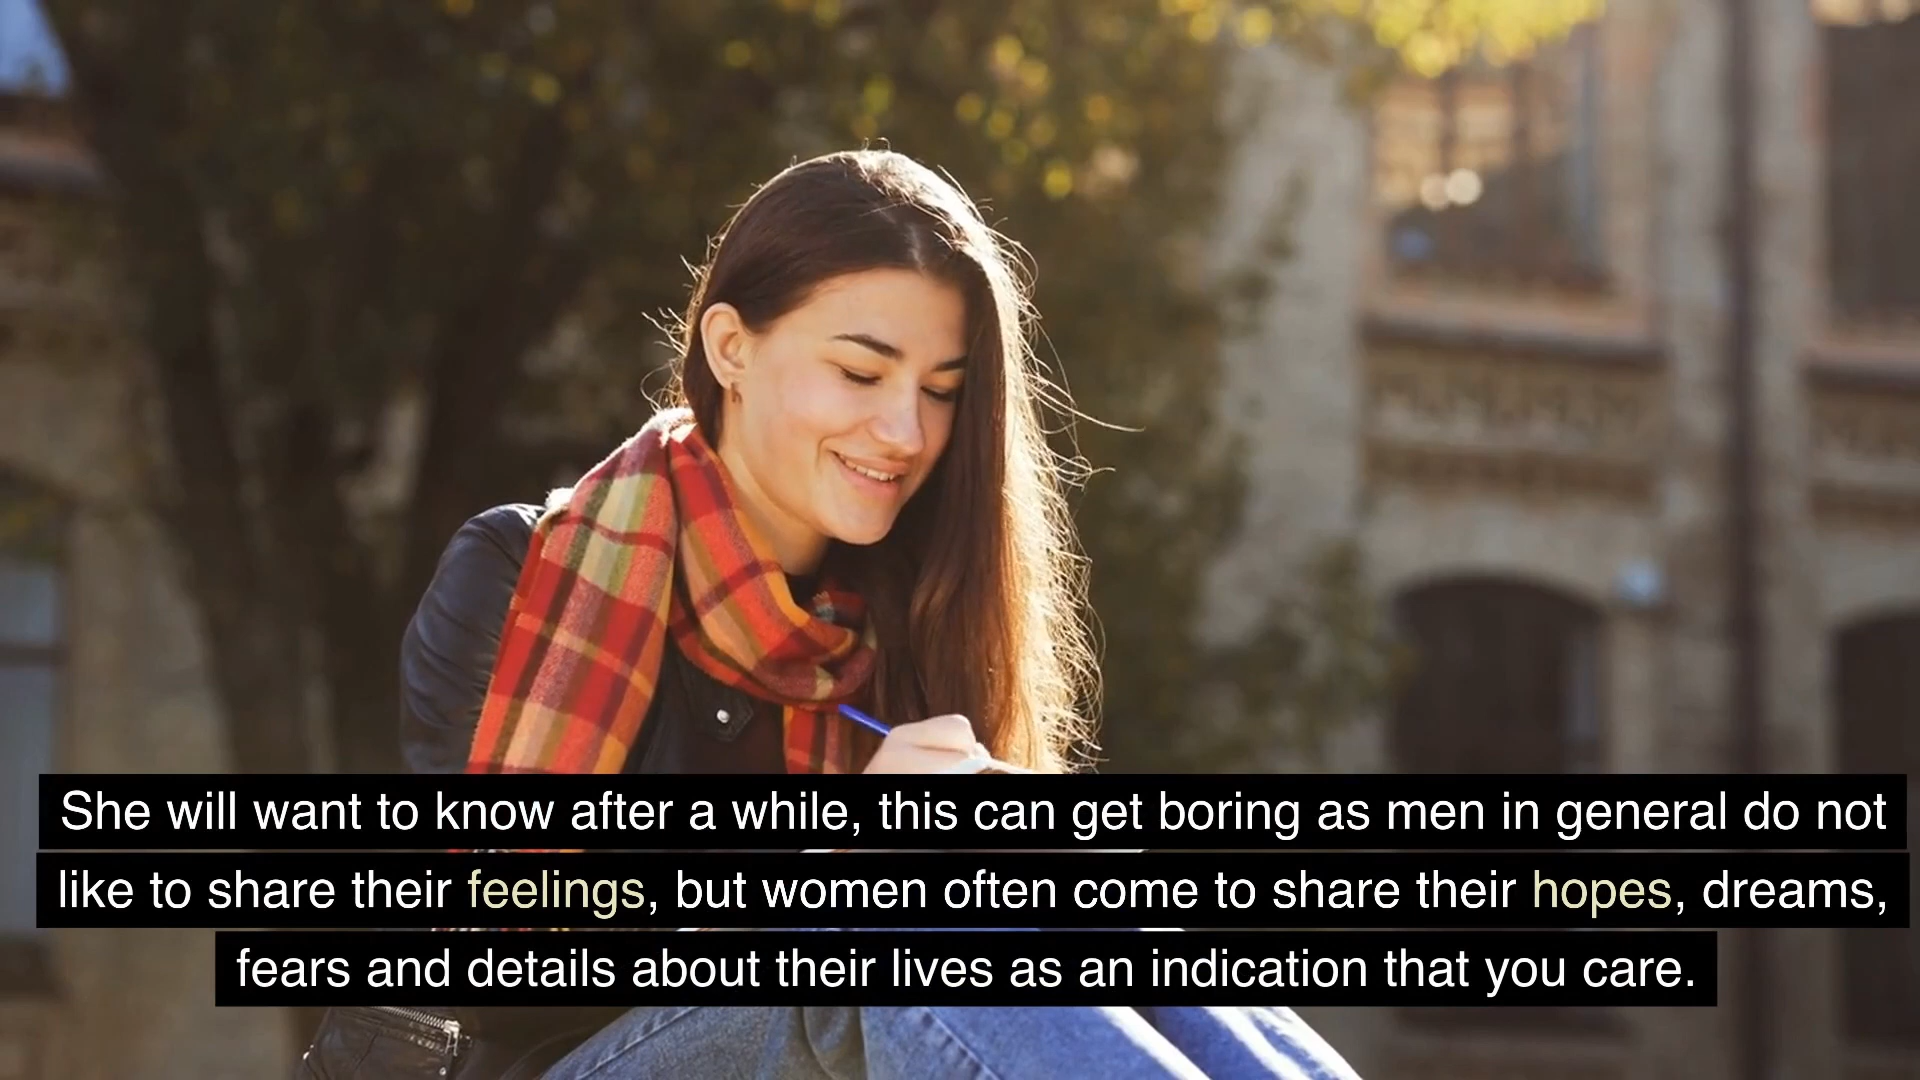 She will want to know after a while, this can get boring as men in general do not
like to share their feelings, but women often come to share their hopes, dreams,
fears and details about their lives as an indication that you care.